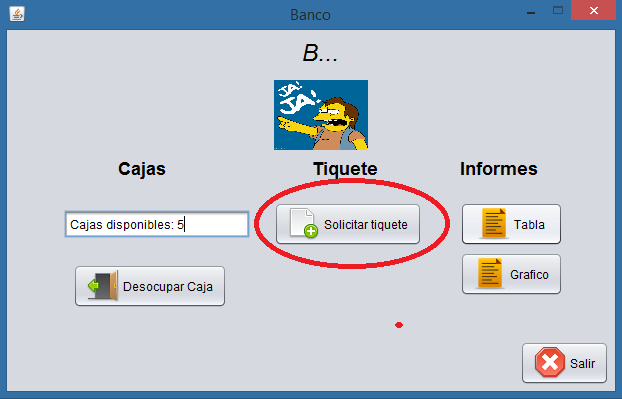 Banco
B...
JA!
JA!
Cajas
Tiquete
Informes
Cajas disponibles: 5
Solicitar tiquete
Tabla
Desocupar Caja
Grafico
Salir